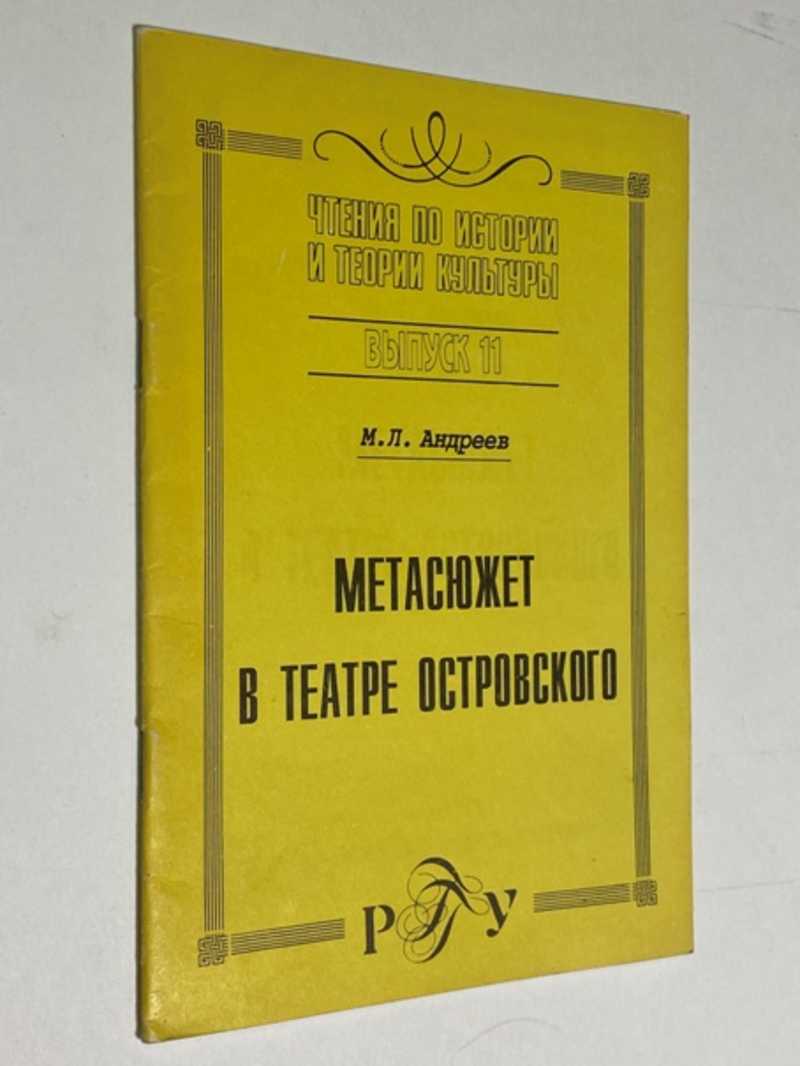 ЧТЕНИЯ ПО ИСТОРИИ
И ТЕОРИИ КУЛЬТУРЫ
ВЫПУСК 11
М.Л. Андреев
МЕТАСЮЖЕТ
В ТЕАТРЕ ОСТРОВСКОГО
РГГУ